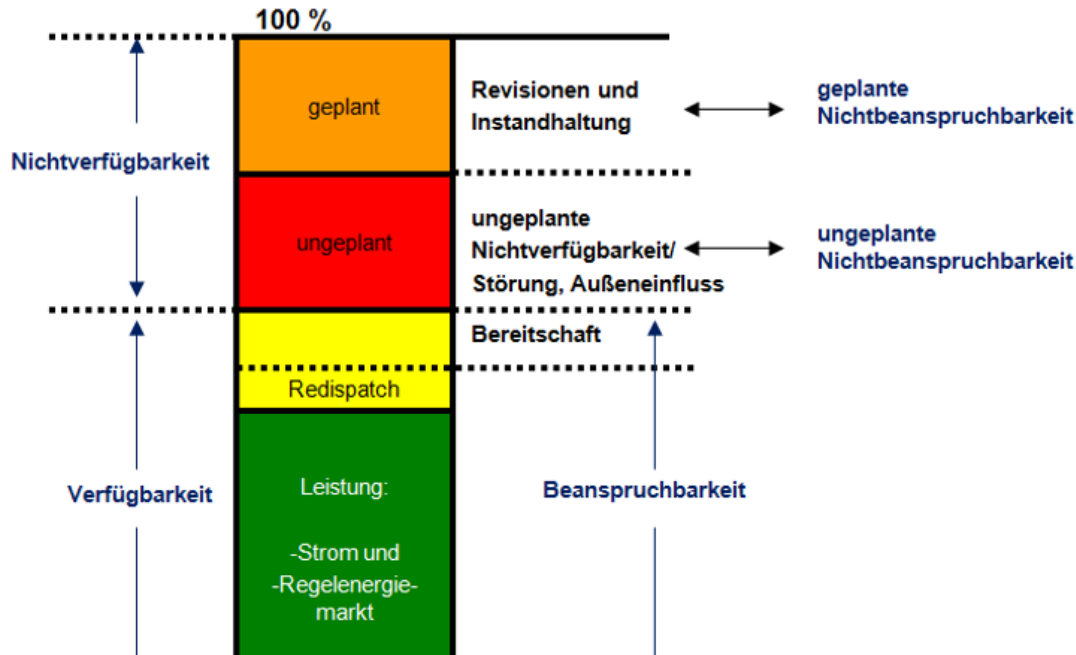 100 %
geplant
Revisionen und
Instandhaltung
geplante
Nichtbeanspruchbarkeit
Nichtverfügbarkeit
ungeplant
ungeplante
Nichtverfügbarkeit/
Störung, Außeneinfluss
ungeplante
Nichtbeanspruchbarkeit
Bereitschaft
Redispatch
Verfügbarkeit
Leistung:
-Strom und
-Regelenergie-
markt
Beanspruchbarkeit